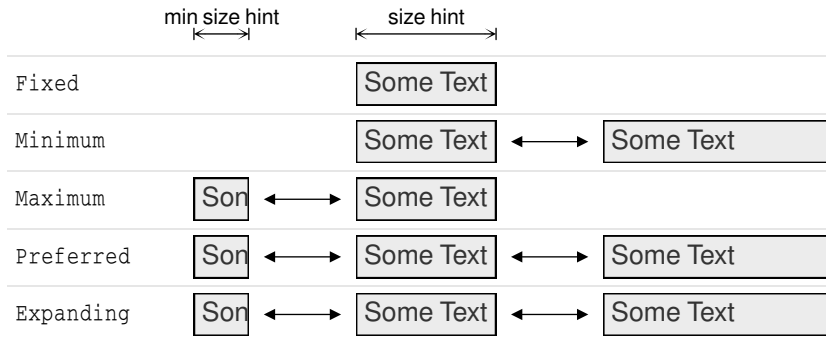 min size hint size hint
Fixed Some Text
Minimum Some Text Some Text
Maximum Son Some Text
Preferred Son Some Text Some Text
Expanding Son Some Text Some Text